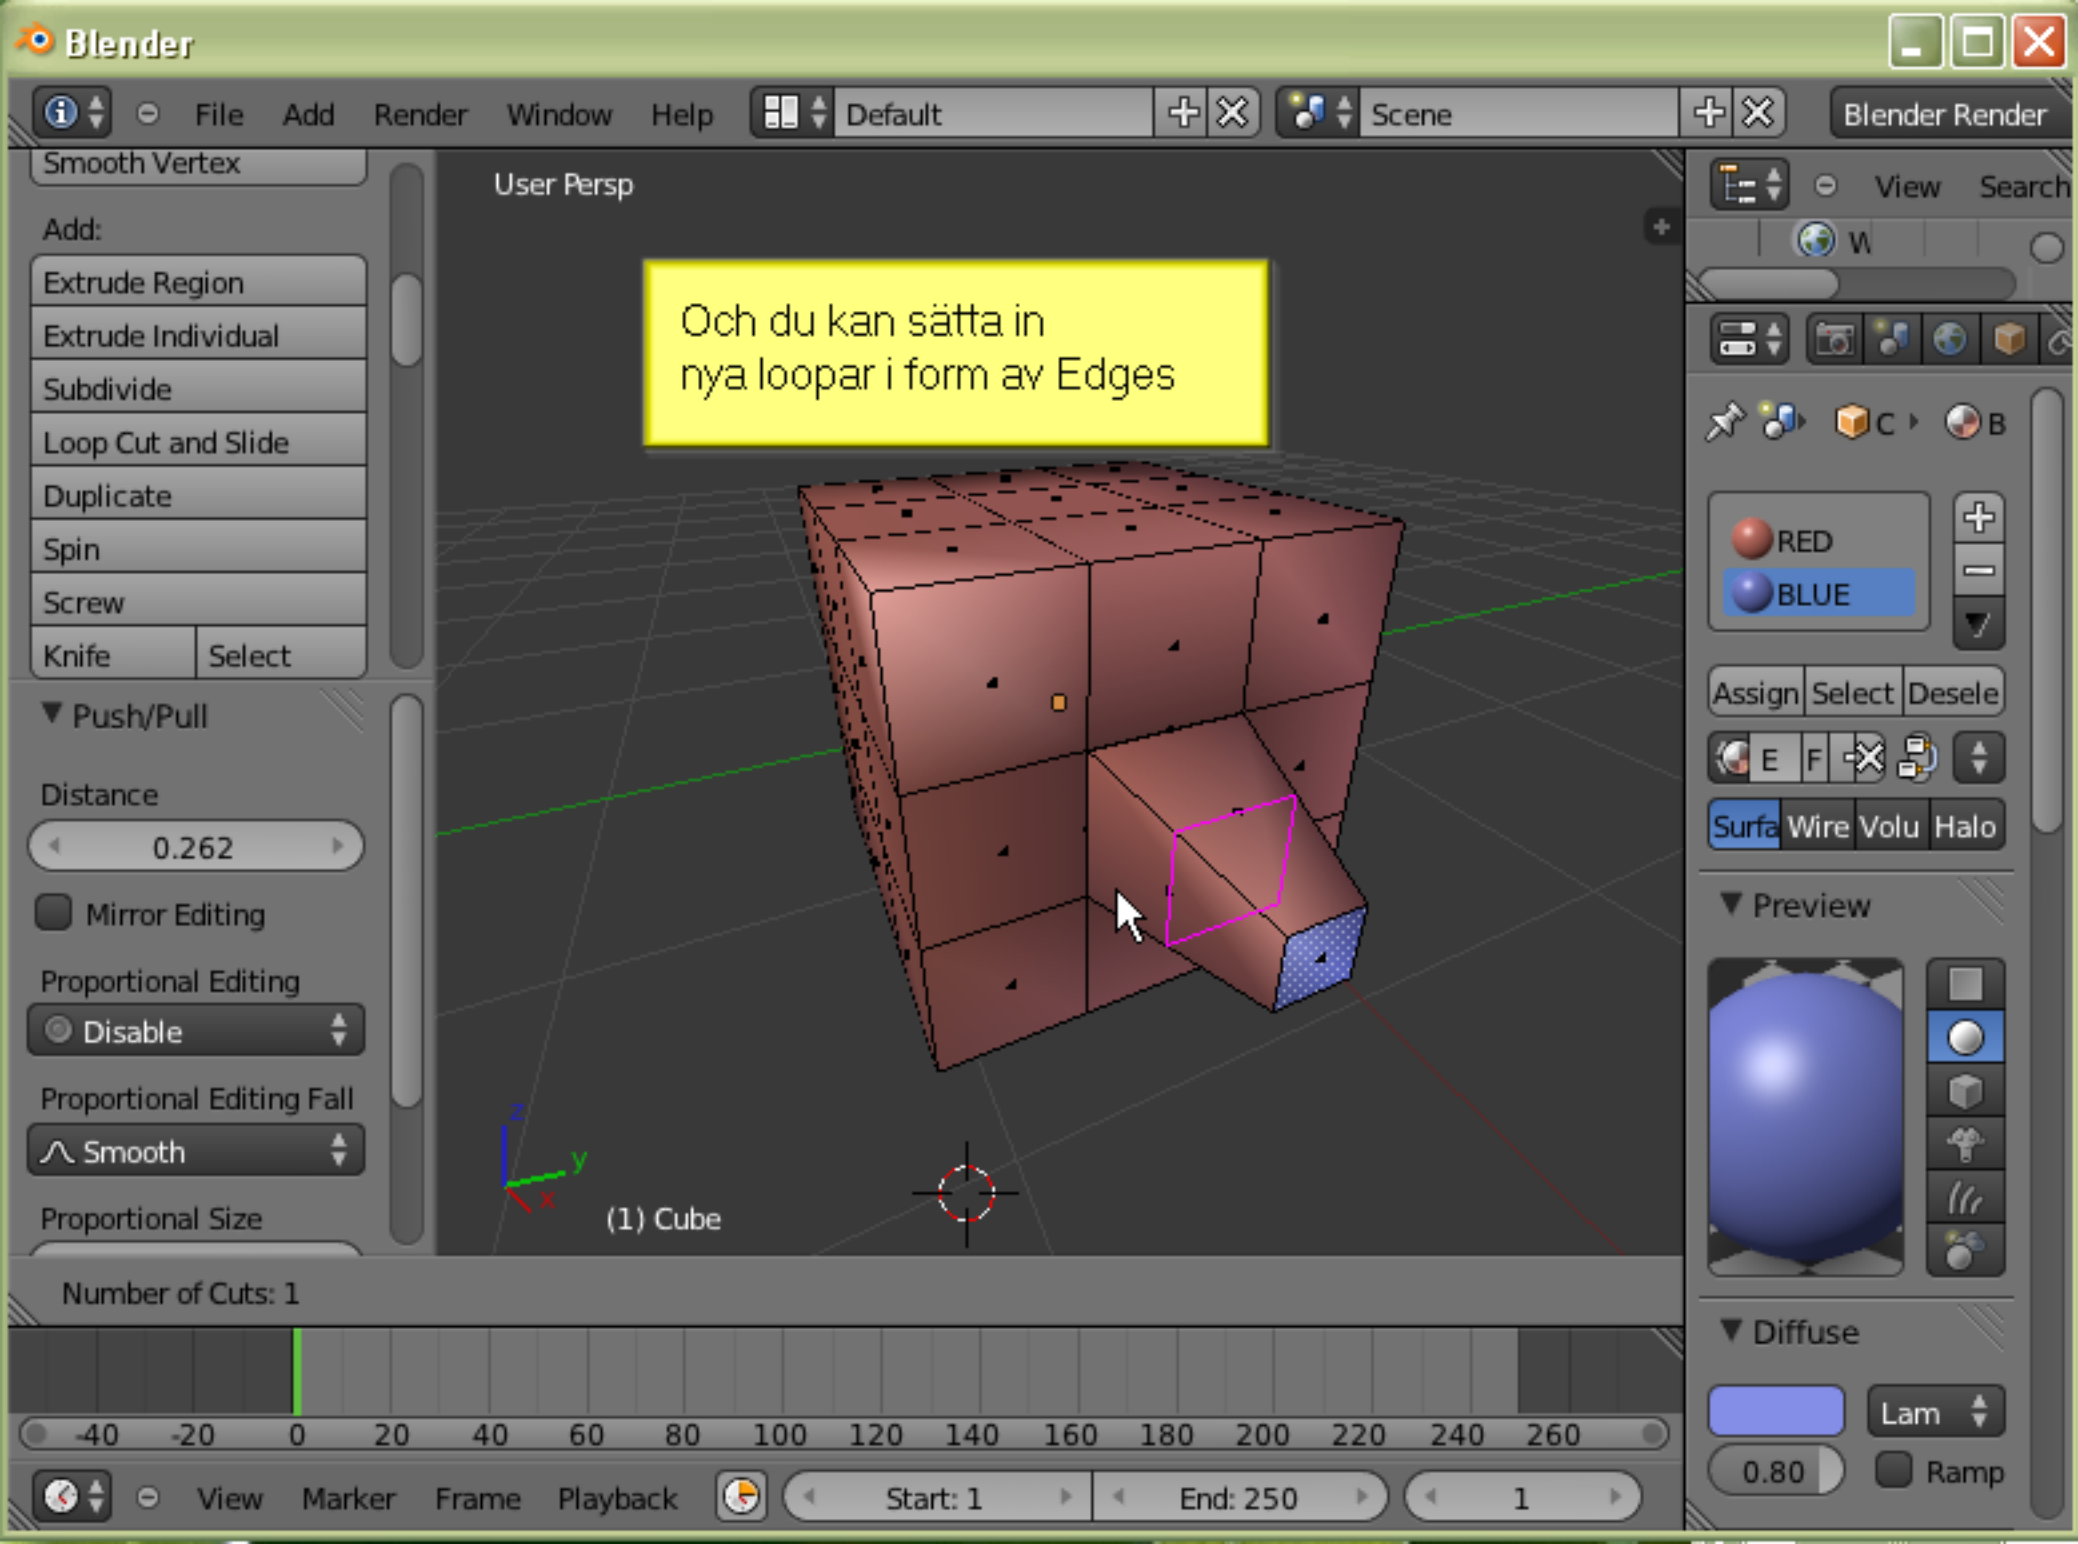 Blender
File Add Render Window Help Default Scene Blender Render
Smooth Vertex
Add:
Extrude Region
Extrude Individual
Subdivide
Loop Cut and Slide
Duplicate
Spin
Screw
Knife Select
Push/Pull
Distance
0.262
Mirror Editing
Proportional Editing
Disable
Proportional Editing Fall
Smooth
Proportional Size
User Persp
Och du kan sätta in
nya loopar i form av Edges
z
y
x
(1) Cube
Number of Cuts: 1
-40 -20 0 20 40 60 80 100 120 140 160 180 200 220 240 260
View Marker Frame Playback Start: 1 End: 250 1
View Search
W
C B
RED
BLUE
Assign Select Desele
E F
Surfa Wire Volu Halo
Preview
Diffuse
Lam
0.80 Ramp